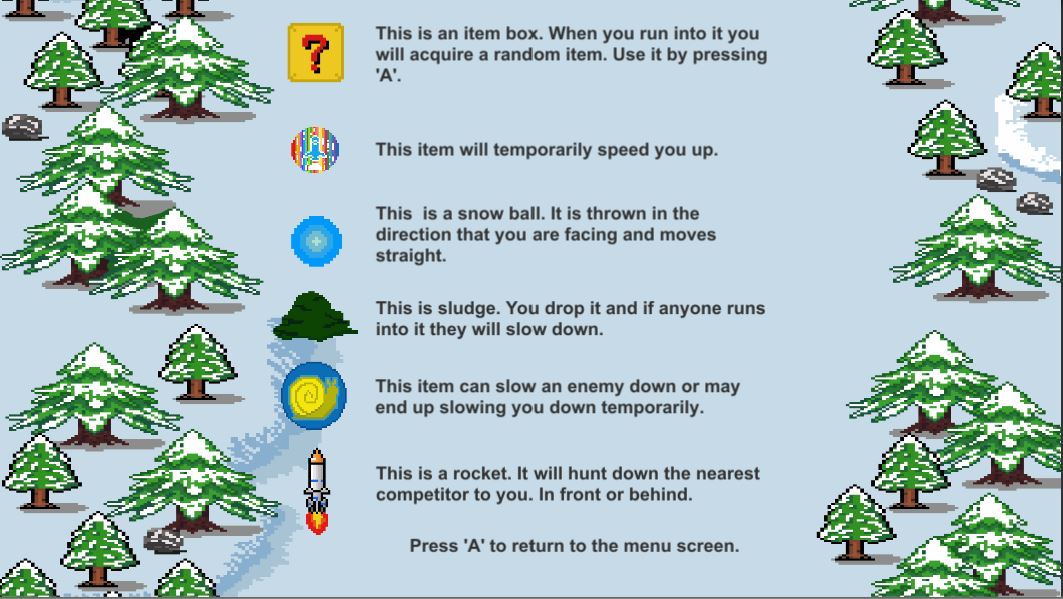 ?
This is an item box. When you run into it you
will acquire a random item. Use it by pressing
'A'.
This item will temporarily speed you up.
This  is a snow ball. It is thrown in the
direction that you are facing and moves
straight.
This is sludge. You drop it and if anyone runs
into it they will slow down.
This item can slow an enemy down or may
end up slowing you down temporarily.
This is a rocket. It will hunt down the nearest
competitor to you. In front or behind.
Press 'A' to return to the menu screen.